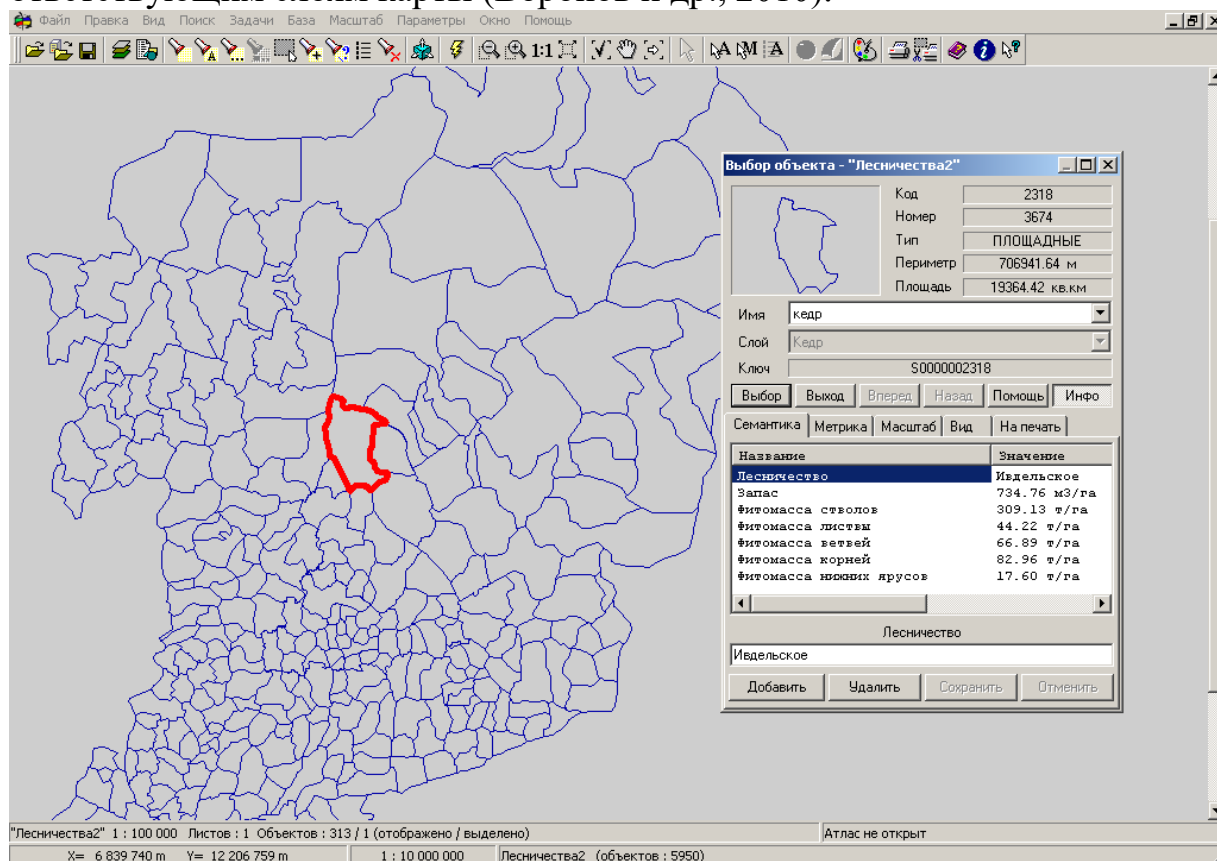 Файл Правка Вид Поиск Задачи База Масштаб Параметры Окно Помощь
1:1
Выбор объекта - "Лесничества2"
Код 2318
Номер 3674
Тип ПЛОЩАДНЫЕ
Периметр 706941.64 м
Площадь 19364.42 кв.км
Имя кедр
Слой Кедр
Ключ S0000002318
Выбор Выход Вперед Назад Помощь Инфо
Семантика Метрика Масштаб Вид На печать
Название Значение
Лесничество Ивдельское
Запас 734.76 м3/га
Фитомасса стволов 309.13 т/га
Фитомасса листвы 44.22 т/га
Фитомасса ветвей 66.89 т/га
Фитомасса корней 82.96 т/га
Фитомасса нижних ярусов 17.60 т/га
Лесничество
Ивдельское
Добавить Удалить Сохранить Отменить
"Лесничества2" 1 : 100 000 Листов : 1 Объектов : 313 / 1 (отображено / выделено) Атлас не открыт
X= 6 839 740 m Y= 12 206 759 m 1 : 10 000 000 Лесничества2 (объектов : 5950)